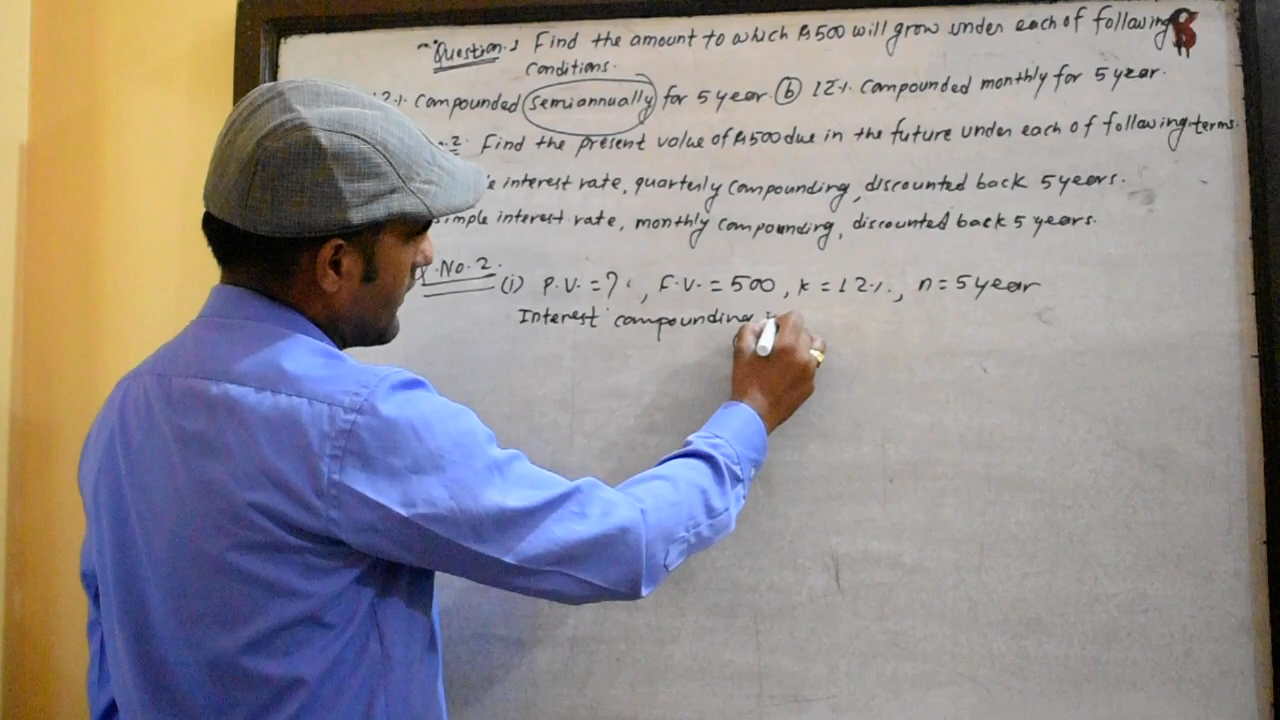 Question.1 Find the amount to which Rs 500 will grow under each of following
Conditions.
12%. Compounded semiannually for 5 year. (b) 12%. Compounded monthly for 5 year.
2. Find the present value of Rs 500 due in the future under each of following terms.
interest rate, quarterly compounding, discounted back 5 years.
simple interest rate, monthly compounding, discounted back 5 years.
Q.No.2.
(i) P.V. = ?, F.V. = 500, k = 12%., n = 5 year
Interest compounding